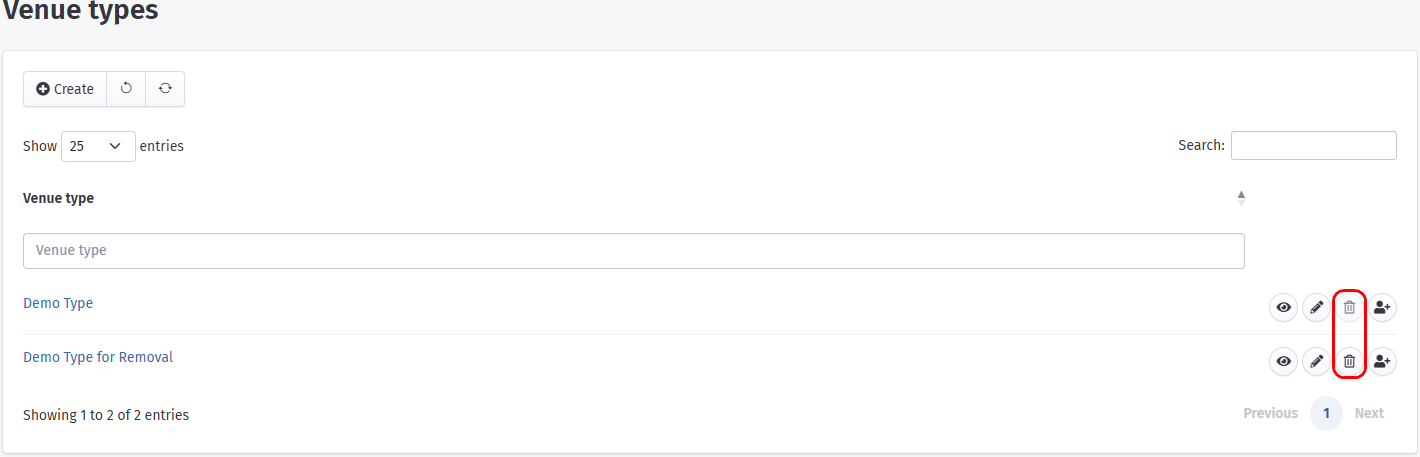 Venue types
Create
Show 25 entries
Search:
Venue type
Venue type
Demo Type
Demo Type for Removal
Showing 1 to 2 of 2 entries
Previous 1 Next